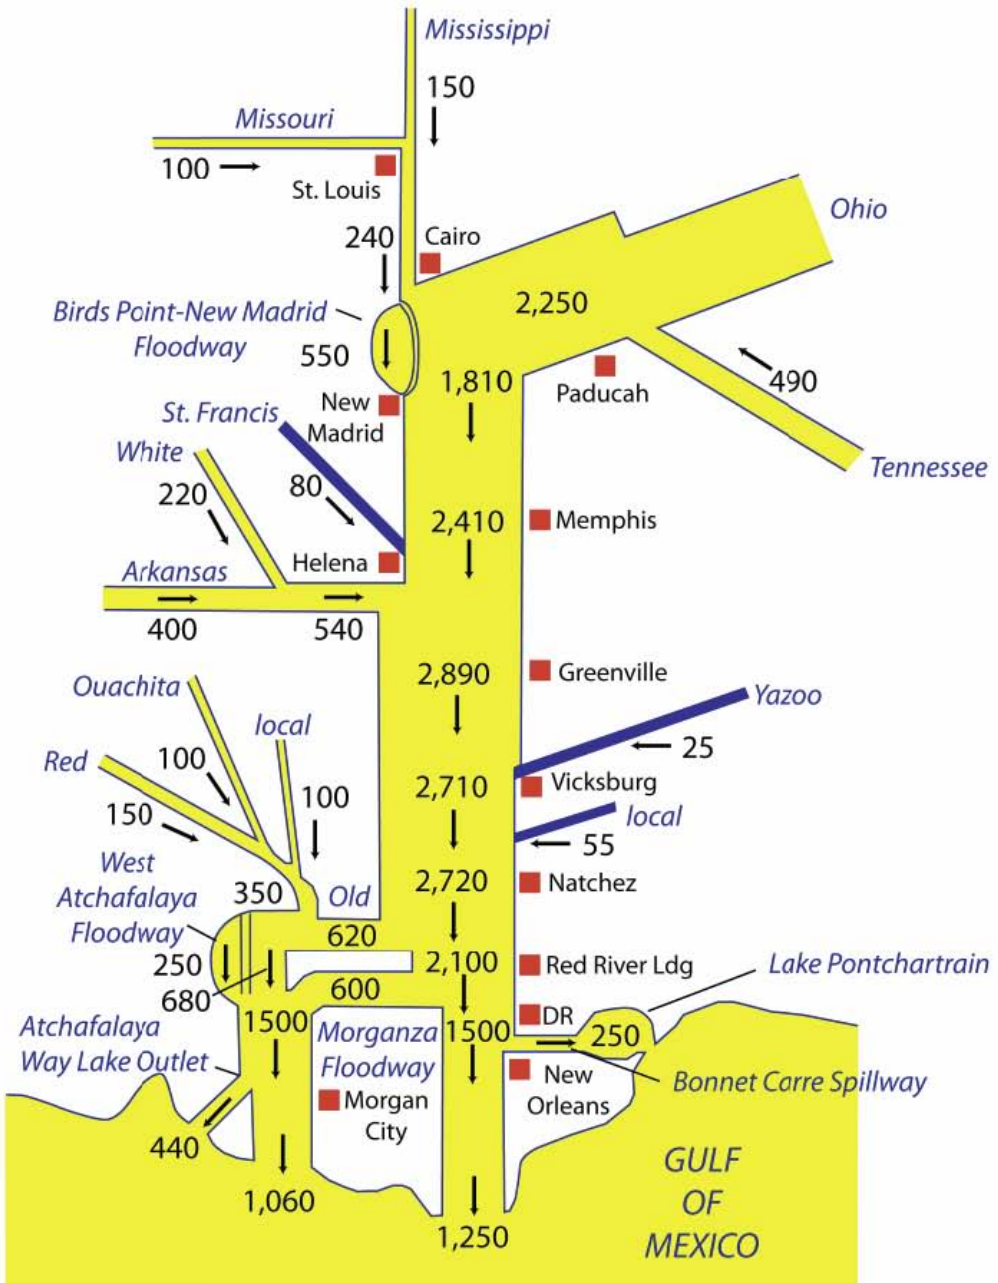 Mississippi
150
Missouri
100
St. Louis
240
Cairo
Ohio
2,250
Birds Point-New Madrid
Floodway
550
1,810
Paducah
490
Tennessee
New
Madrid
St. Francis
White
220
80
2,410
Memphis
Helena
Arkansas
400
540
2,890
Greenville
Ouachita
local
Yazoo
25
Red
100
150
100
2,710
Vicksburg
local
55
West
Atchafalaya
Floodway
350
Old
2,720
Natchez
620
250
680
2,100
Red River Ldg
Lake Pontchartrain
600
DR
1500
Morganza
Floodway
1500
250
Atchafalaya
Way Lake Outlet
Bonnet Carre Spillway
New
Orleans
Morgan
City
440
1,060
1,250
GULF
OF
MEXICO